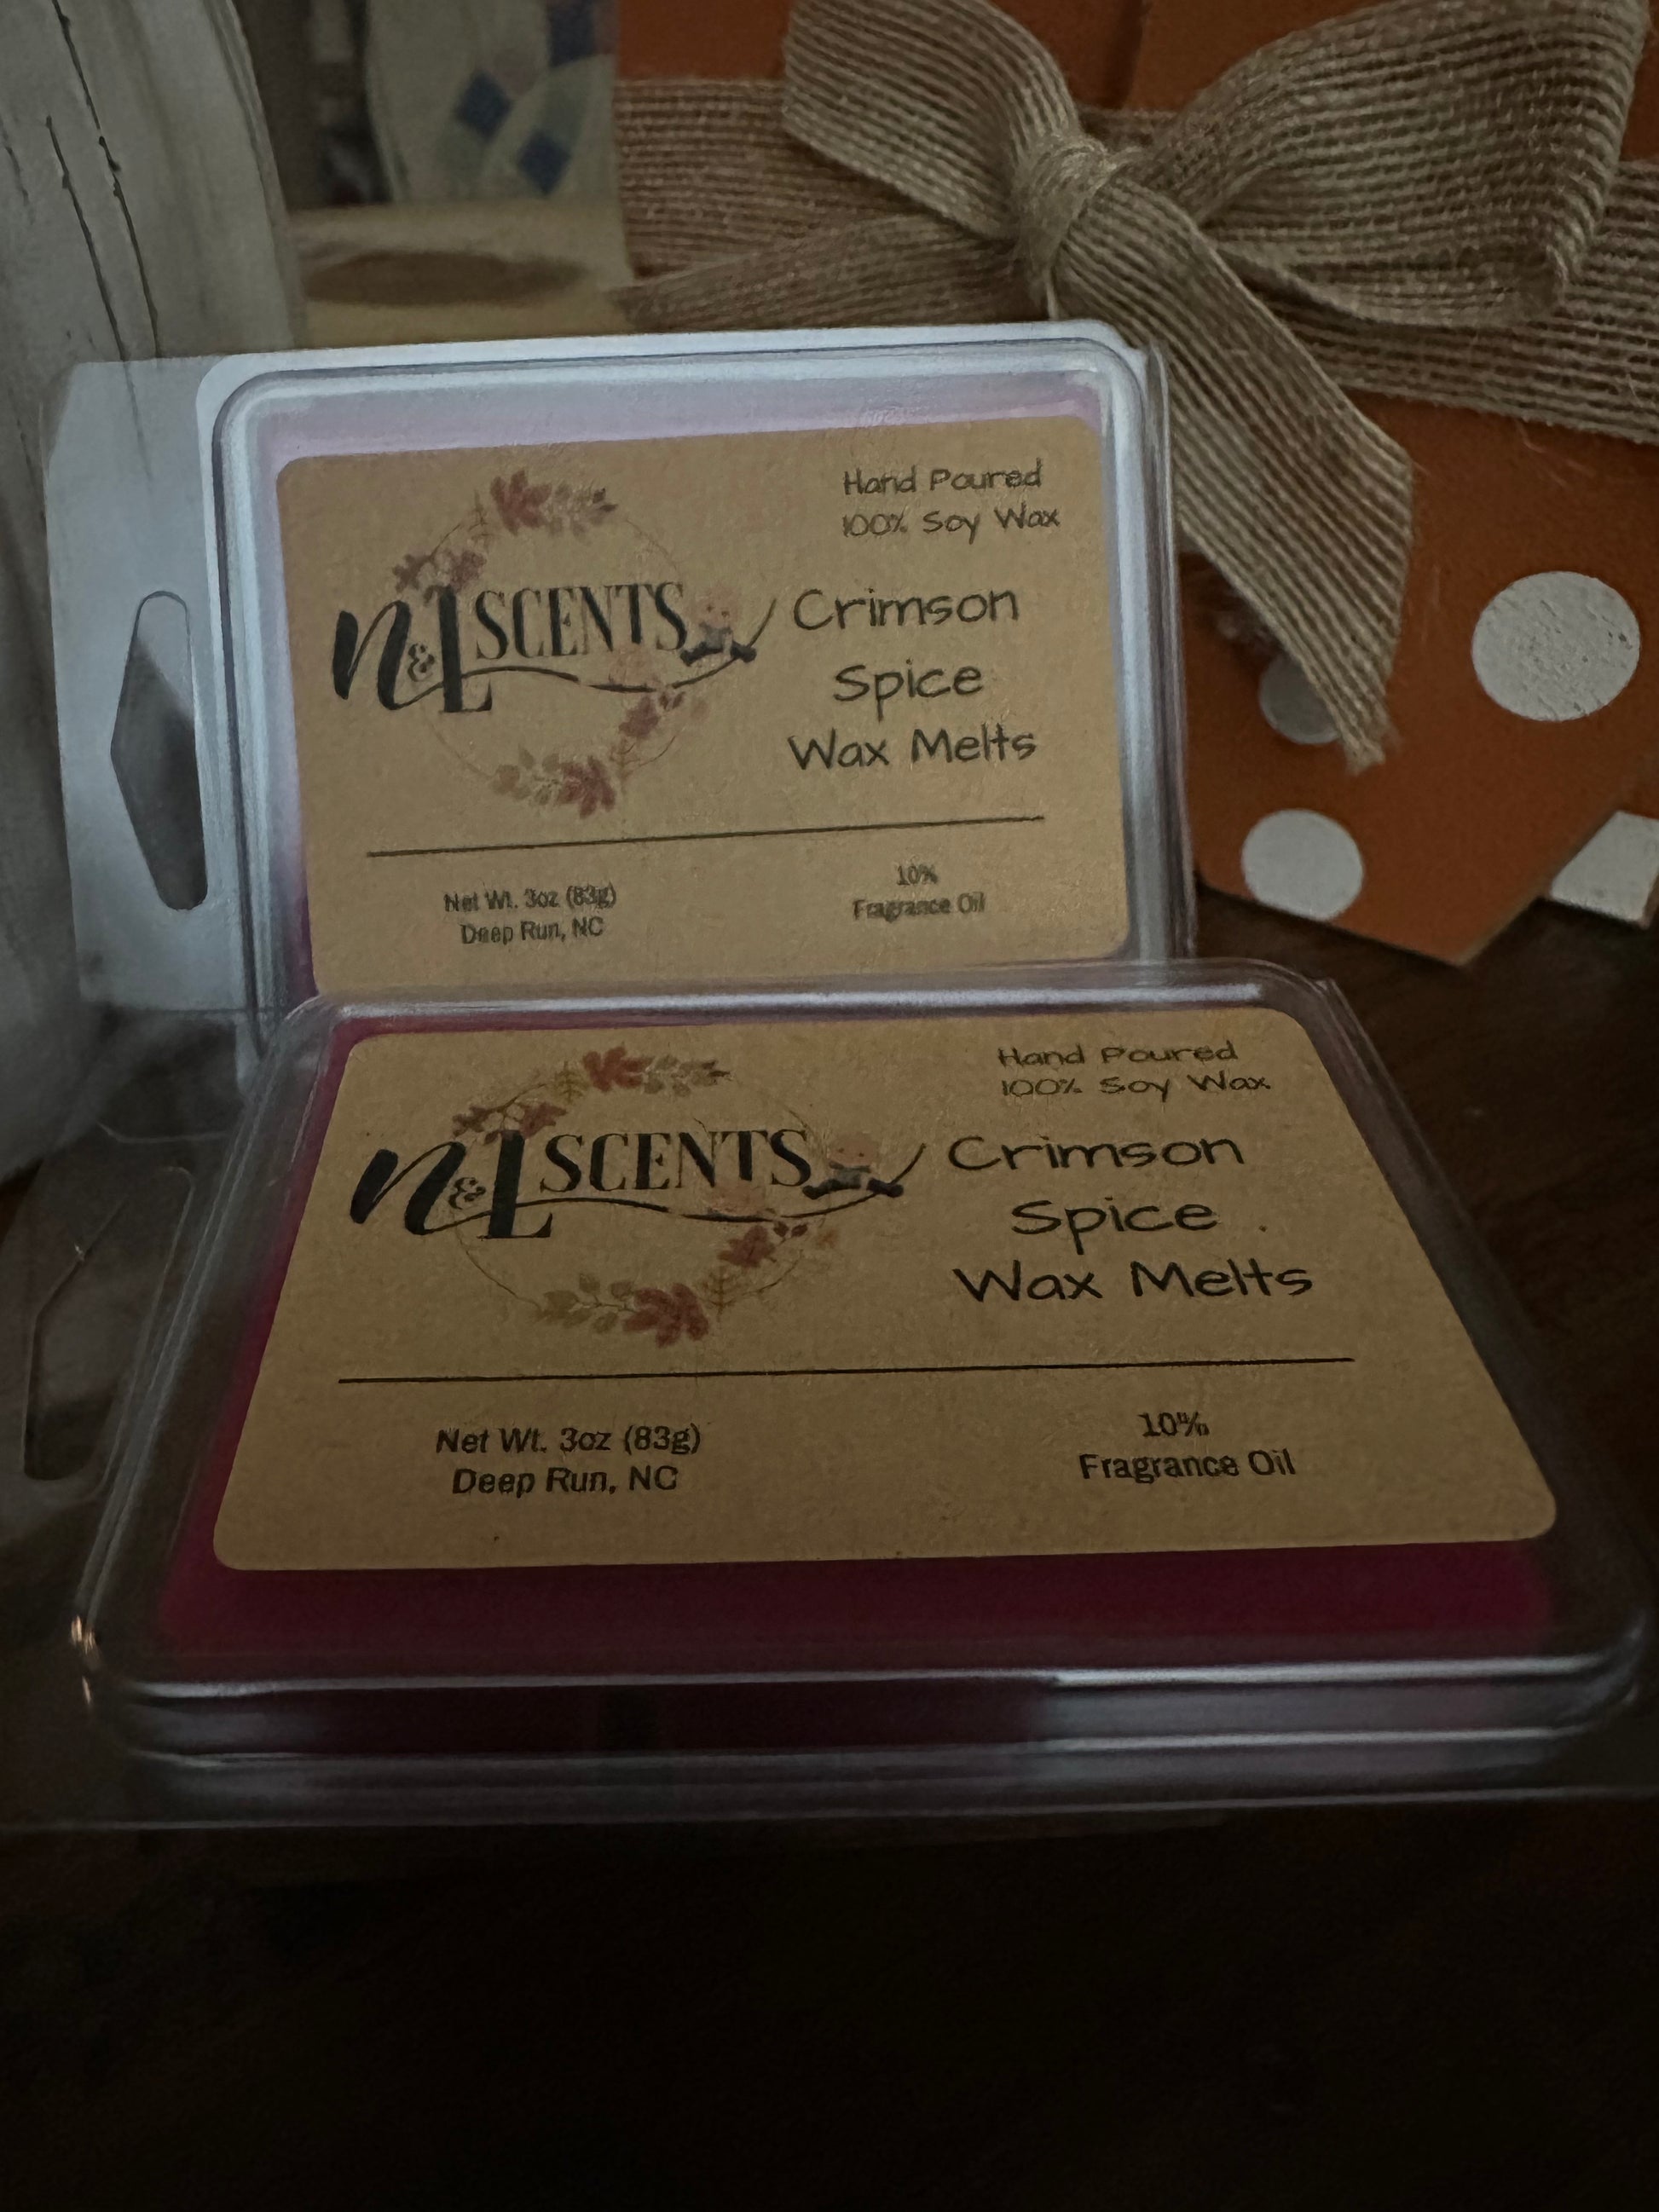 Hand Poured
100% Soy Wax
n&L SCENTS
Crimson
Spice
Wax Melts
Net Wt. 3oz (83g)
Deep Run, NC
10%
Fragrance Oil
Hand Poured
100% Soy Wax
n&L SCENTS
Crimson
Spice
Wax Melts
Net Wt. 3oz (83g)
Deep Run, NC
10%
Fragrance Oil